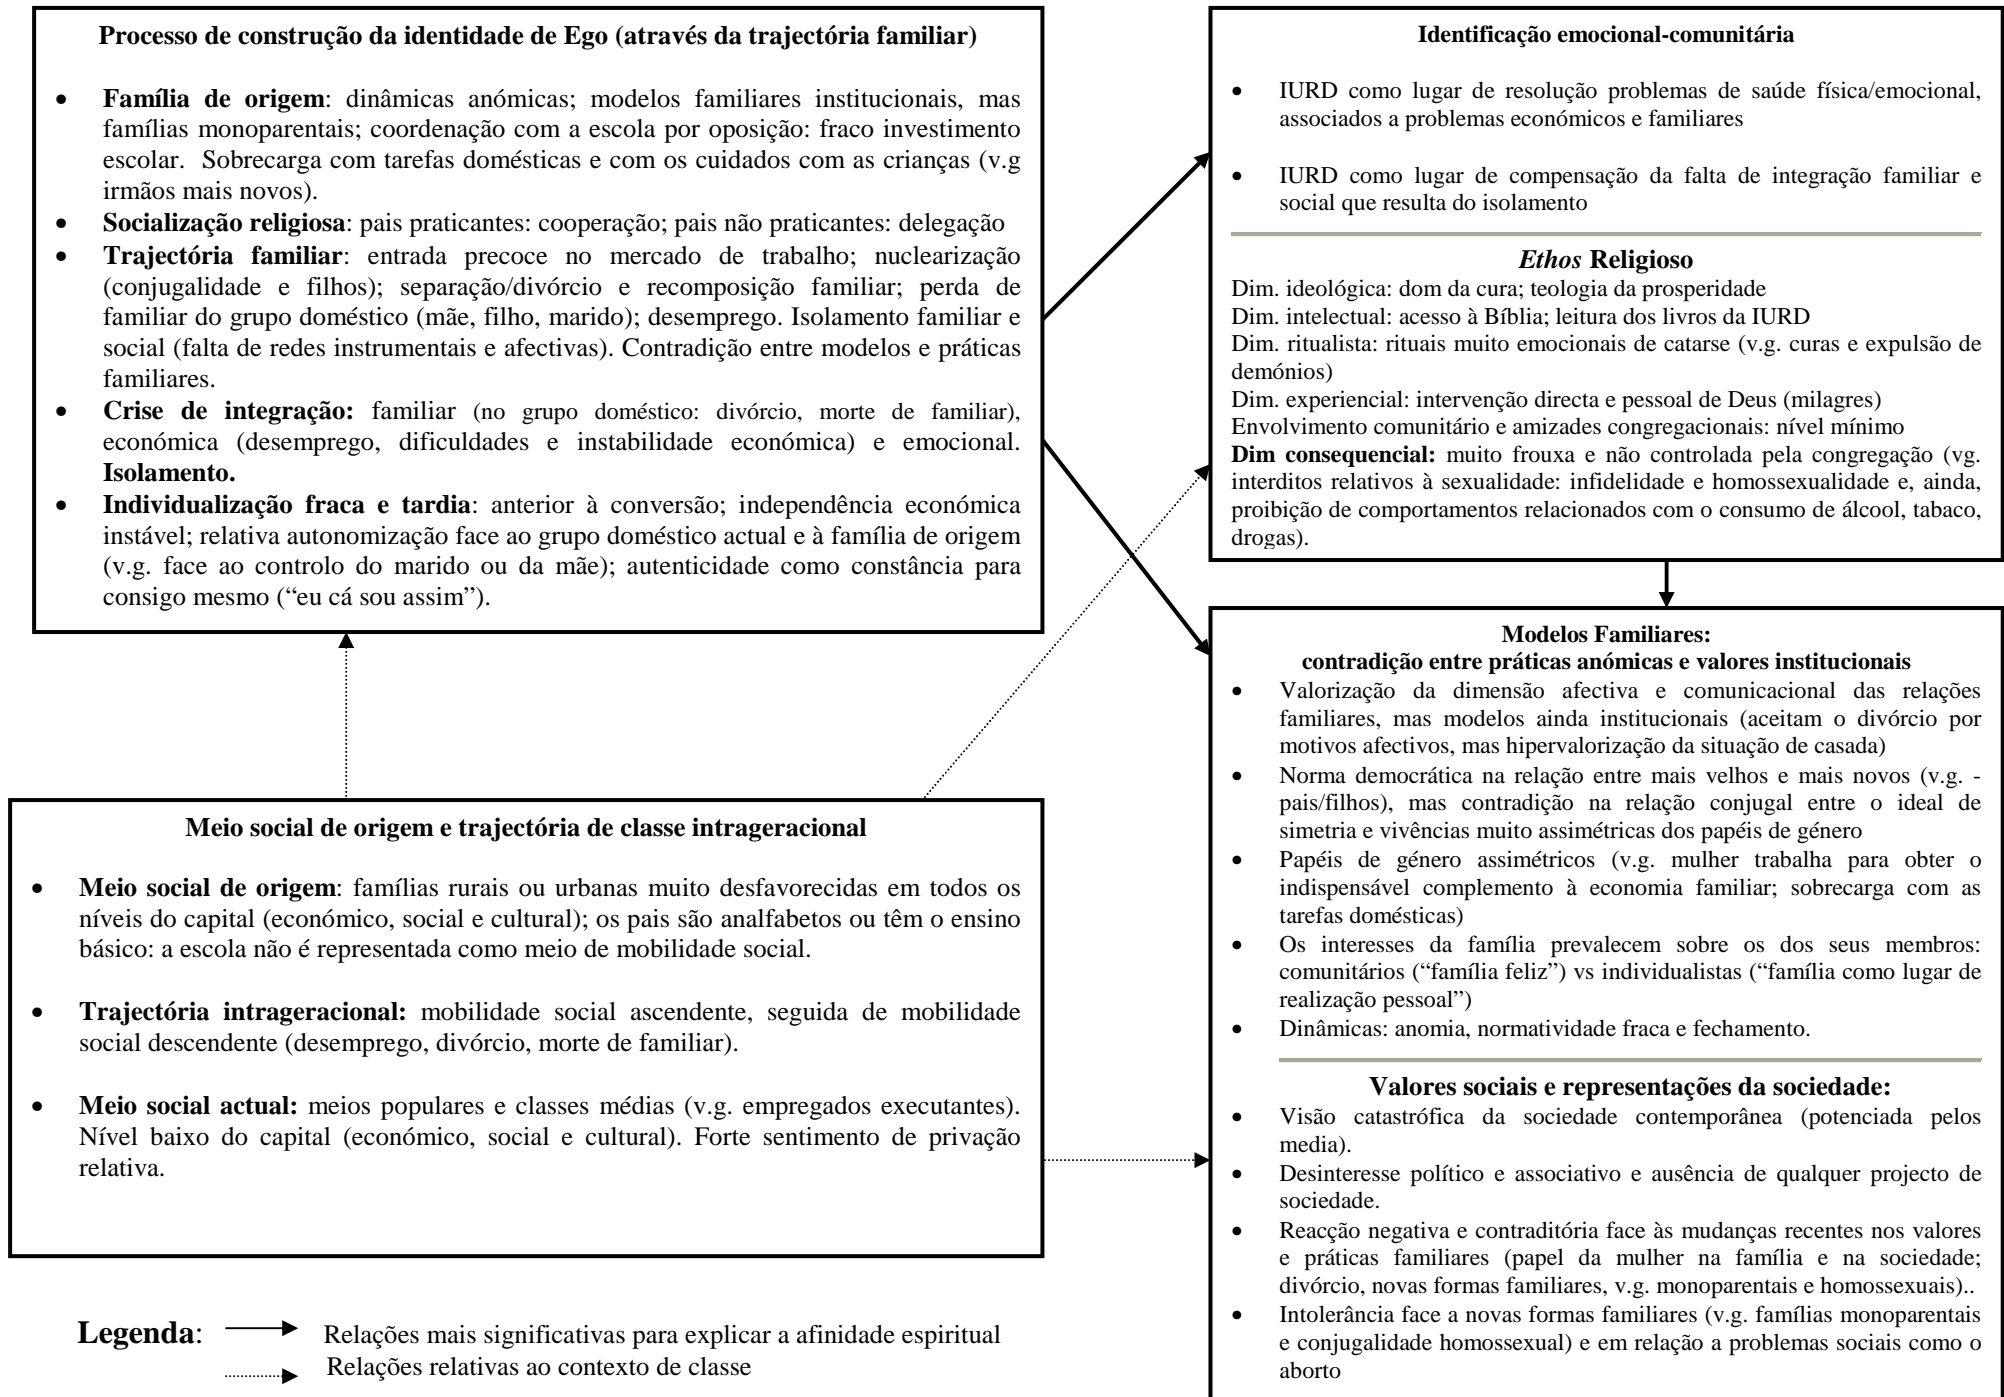 Processo de construção da identidade de Ego (através da trajectória familiar)
• Família de origem: dinâmicas anómicas; modelos familiares institucionais, mas
famílias monoparentais; coordenação com a escola por oposição: fraco investimento
escolar. Sobrecarga com tarefas domésticas e com os cuidados com as crianças (v.g
irmãos mais novos).
• Socialização religiosa: pais praticantes: cooperação; pais não praticantes: delegação
• Trajectória familiar: entrada precoce no mercado de trabalho; nuclearização
(conjugalidade e filhos); separação/divórcio e recomposição familiar; perda de
familiar do grupo doméstico (mãe, filho, marido); desemprego. Isolamento familiar e
social (falta de redes instrumentais e afectivas). Contradição entre modelos e práticas
familiares.
• Crise de integração: familiar (no grupo doméstico: divórcio, morte de familiar),
económica (desemprego, dificuldades e instabilidade económica) e emocional.
Isolamento.
• Individualização fraca e tardia: anterior à conversão; independência económica
instável; relativa autonomização face ao grupo doméstico actual e à família de origem
(v.g. face ao controlo do marido ou da mãe); autenticidade como constância para
consigo mesmo (“eu cá sou assim”).
Identificação emocional-comunitária
• IURD como lugar de resolução problemas de saúde física/emocional,
associados a problemas económicos e familiares
• IURD como lugar de compensação da falta de integração familiar e
social que resulta do isolamento
Ethos Religioso
Dim. ideológica: dom da cura; teologia da prosperidade
Dim. intelectual: acesso à Bíblia; leitura dos livros da IURD
Dim. ritualista: rituais muito emocionais de catarse (v.g. curas e expulsão de
demónios)
Dim. experiencial: intervenção directa e pessoal de Deus (milagres)
Envolvimento comunitário e amizades congregacionais: nível mínimo
Dim consequencial: muito frouxa e não controlada pela congregação (vg.
interditos relativos à sexualidade: infidelidade e homossexualidade e, ainda,
proibição de comportamentos relacionados com o consumo de álcool, tabaco,
drogas).
Meio social de origem e trajectória de classe intrageracional
• Meio social de origem: famílias rurais ou urbanas muito desfavorecidas em todos os
níveis do capital (económico, social e cultural); os pais são analfabetos ou têm o ensino
básico: a escola não é representada como meio de mobilidade social.
• Trajectória intrageracional: mobilidade social ascendente, seguida de mobilidade
social descendente (desemprego, divórcio, morte de familiar).
• Meio social actual: meios populares e classes médias (v.g. empregados executantes).
Nível baixo do capital (económico, social e cultural). Forte sentimento de privação
relativa.
Modelos Familiares:
contradição entre práticas anómicas e valores institucionais
• Valorização da dimensão afectiva e comunicacional das relações
familiares, mas modelos ainda institucionais (aceitam o divórcio por
motivos afectivos, mas hipervalorização da situação de casada)
• Norma democrática na relação entre mais velhos e mais novos (v.g. -
pais/filhos), mas contradição na relação conjugal entre o ideal de
simetria e vivências muito assimétricas dos papéis de género
• Papéis de género assimétricos (v.g. mulher trabalha para obter o
indispensável complemento à economia familiar; sobrecarga com as
tarefas domésticas)
• Os interesses da família prevalecem sobre os dos seus membros:
comunitários (“família feliz”) vs individualistas (“família como lugar de
realização pessoal”)
• Dinâmicas: anomia, normatividade fraca e fechamento.
Valores sociais e representações da sociedade:
• Visão catastrófica da sociedade contemporânea (potenciada pelos
media).
• Desinteresse político e associativo e ausência de qualquer projecto de
sociedade.
• Reacção negativa e contraditória face às mudanças recentes nos valores
e práticas familiares (papel da mulher na família e na sociedade;
divórcio, novas formas familiares, v.g. monoparentais e homossexuais)..
• Intolerância face a novas formas familiares (v.g. famílias monoparentais
e conjugalidade homossexual) e em relação a problemas sociais como o
aborto
Legenda: Relações mais significativas para explicar a afinidade espiritual
Relações relativas ao contexto de classe